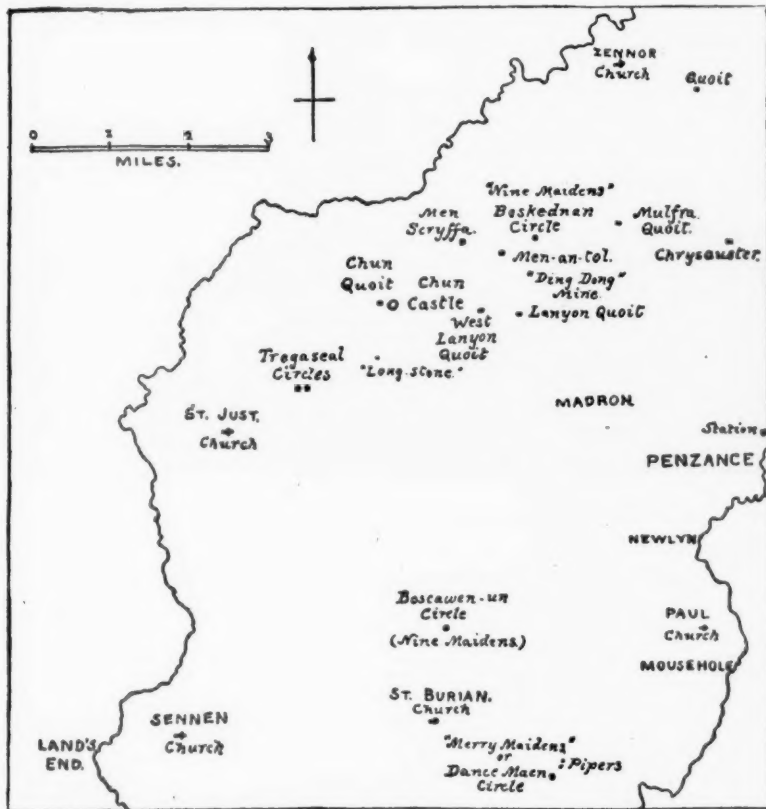 ZENNOR
Church
Quoit
0 1 2 3
MILES.
"Nine Maidens"
Boskednan
Circle
Men
Scryffa.
Mulfra.
Quoit.
Chrysauster.
Men-an-tol.
"Ding Dong"
Mine.
Chun
Quoit
Chun
Castle
Lanyon Quoit
West
Lanyon
Quoit
Tregaseal
Circles
"Long-stone."
MADRON.
ST. JUST.
Church
Station
PENZANCE
NEWLYN
Boscawen-un
Circle
(Nine Maidens)
PAUL
Church
MOUSEHOLE
ST. BURIAN.
Church
SENNEN
Church
LAND'S
END.
"Merry Maidens"
or
Dance Maen
Circle
Pipers